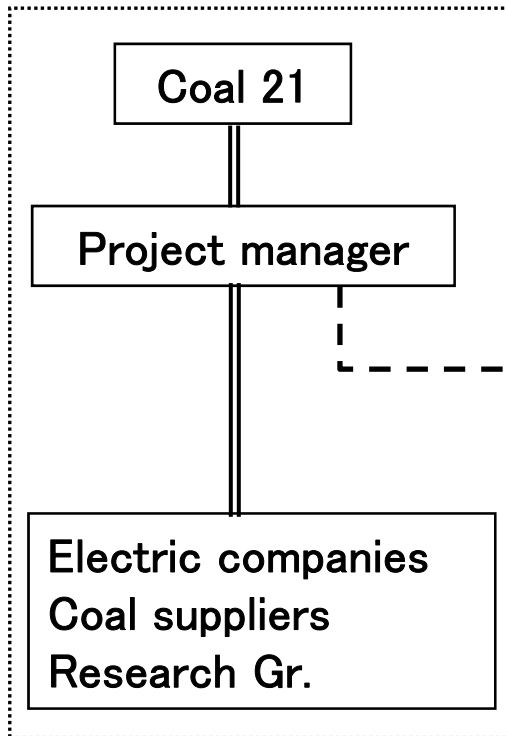 Coal 21
Project manager
Electric companies
Coal suppliers
Research Gr.